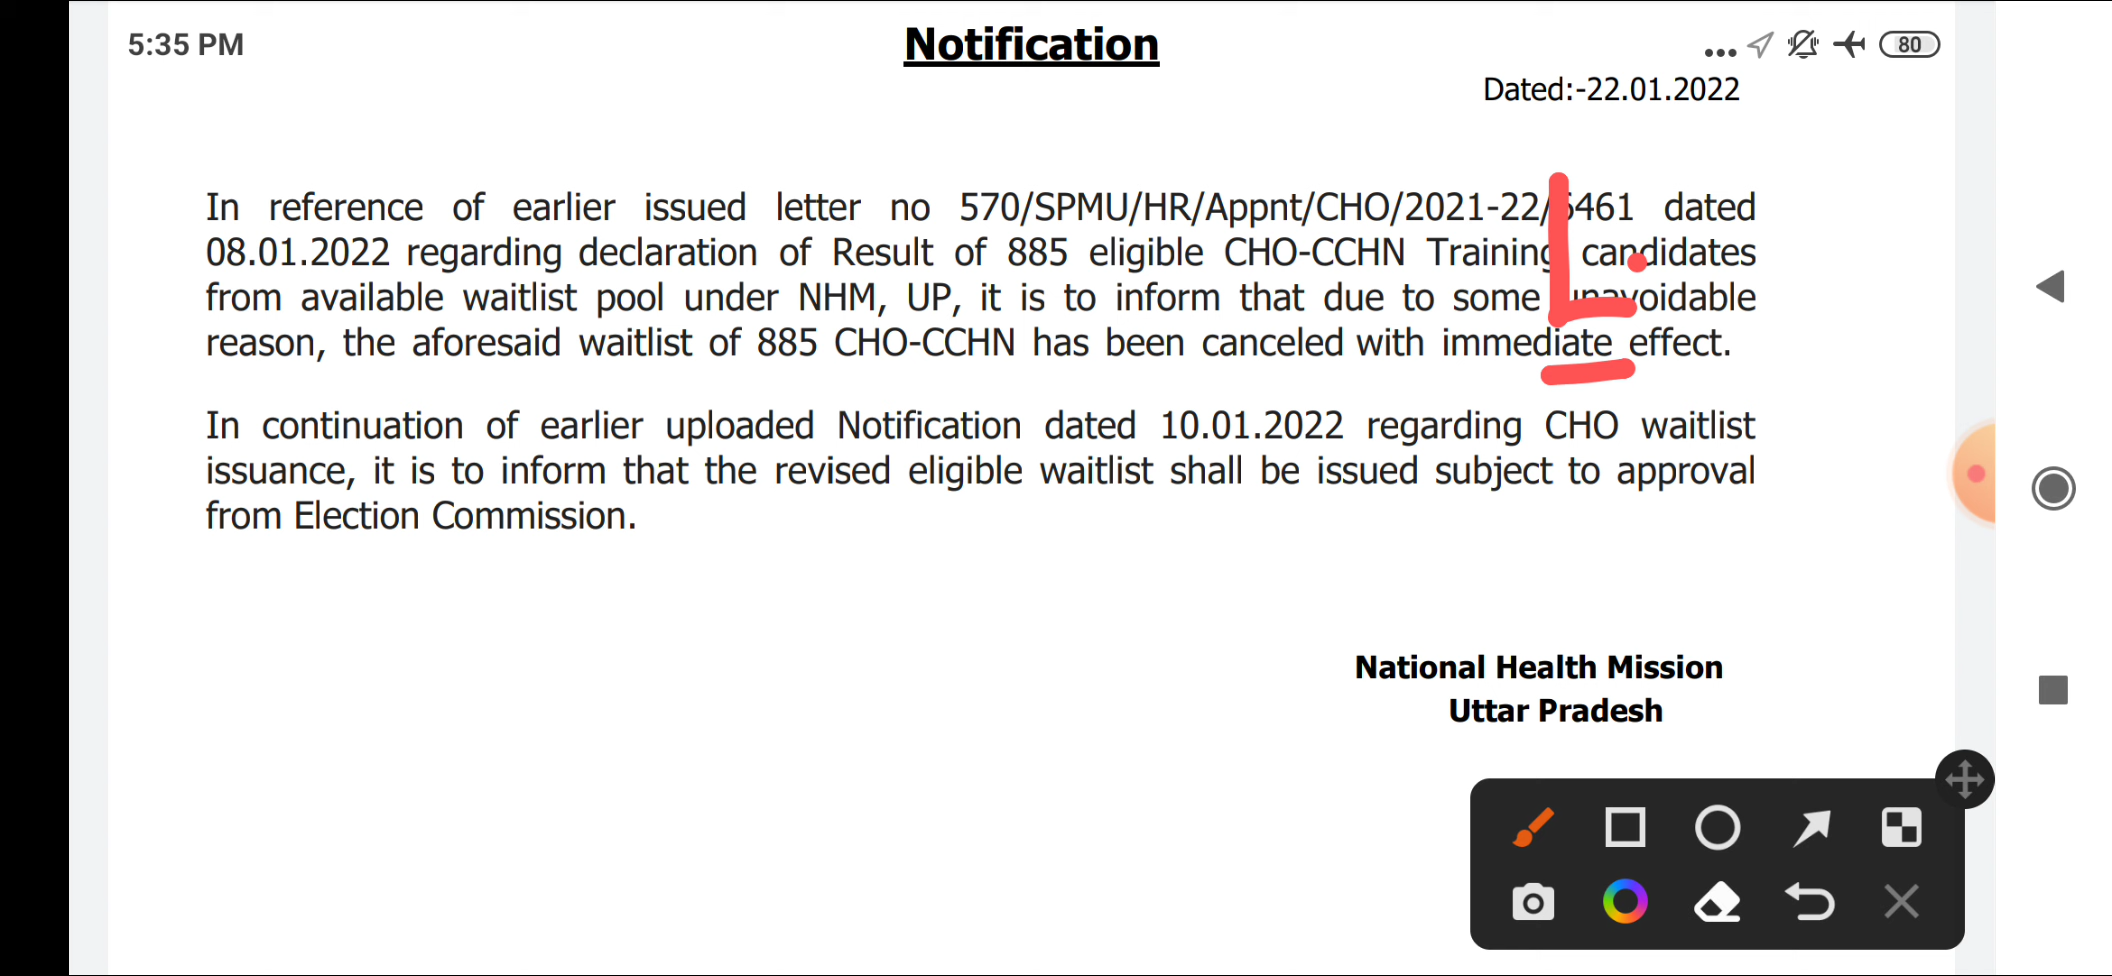 5:35 PM
Notification
80
Dated:-22.01.2022
In reference of earlier issued letter no 570/SPMU/HR/Appnt/CHO/2021-22/5461 dated
08.01.2022 regarding declaration of Result of 885 eligible CHO-CCHN Training candidates
from available waitlist pool under NHM, UP, it is to inform that due to some unavoidable
reason, the aforesaid waitlist of 885 CHO-CCHN has been canceled with immediate effect.
In continuation of earlier uploaded Notification dated 10.01.2022 regarding CHO waitlist
issuance, it is to inform that the revised eligible waitlist shall be issued subject to approval
from Election Commission.
National Health Mission
Uttar Pradesh